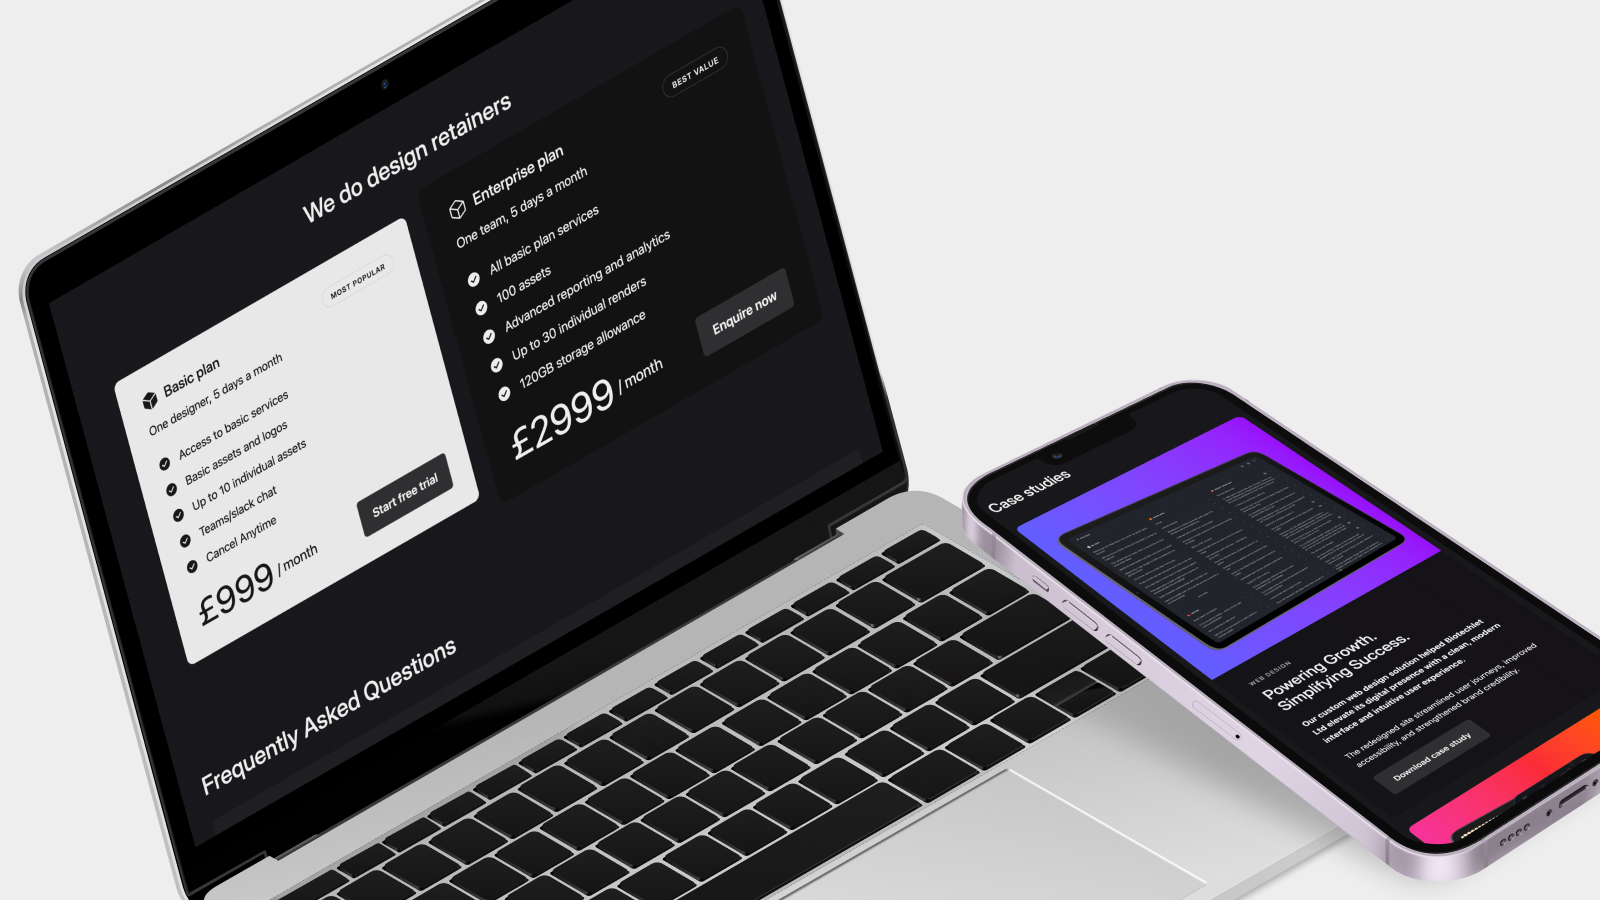 We do design retainers
MOST POPULAR
Basic plan
One designer, 5 days a month
Access to basic services
Basic assets and logos
Up to 10 individual assets
Teams/slack chat
Cancel Anytime
£999 / month
Start free trial
BEST VALUE
Enterprise plan
One team, 5 days a month
All basic plan services
100 assets
Advanced reporting and analytics
Up to 30 individual renders
120GB storage allowance
£2999 / month
Enquire now
Frequently Asked Questions
Case studies
WEB DESIGN
Powering Growth.
Simplifying Success.
Our custom web design solution helped Biotechiet
Ltd elevate its digital presence with a clean, modern
interface and intuitive user experience.
The redesigned site streamlined user journeys, improved
accessibility, and strengthened brand credibility.
Download case study